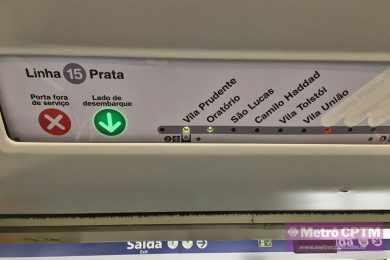 Linha 15 Prata
Porta fora
de serviço
Lado de
desembarque
Vila Prudente
Oratório
São Lucas
Camilo Haddad
Vila Tolstói
Vila União
Saída
Exit
Metrô CPTM